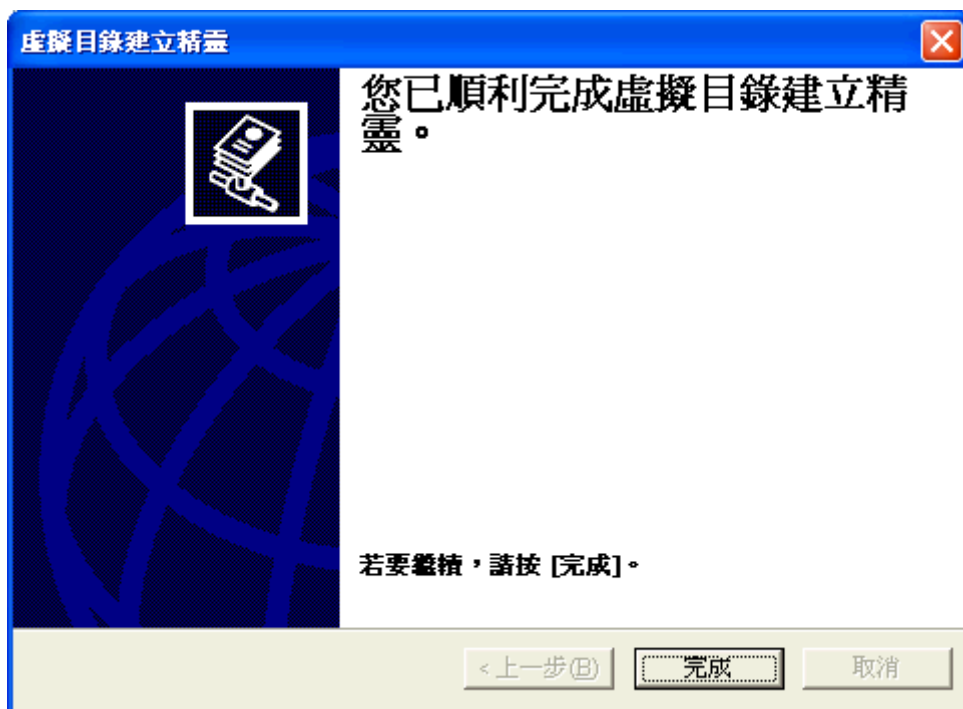 虛擬目錄建立精靈
您已順利完成虛擬目錄建立精
靈。
若要繼續，請按 [完成]。
< 上一步(B)
完成
取消